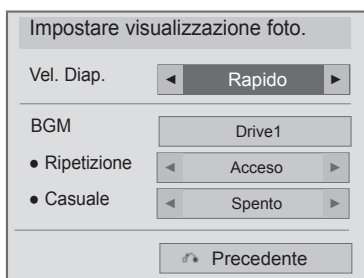 Impostare visualizzazione foto.
Vel. Diap. ◄ Rapido ►
BGM Drive1
● Ripetizione ◄ Acceso ►
● Casuale ◄ Spento ►
Precedente